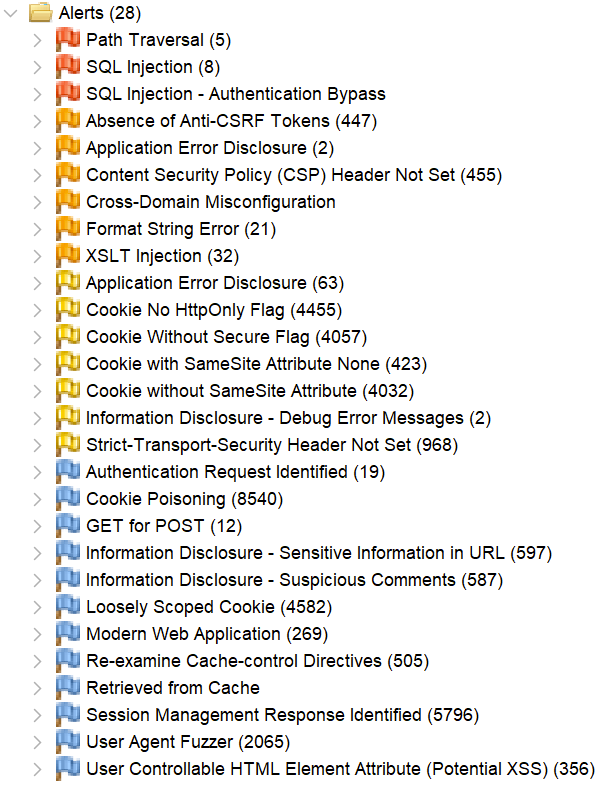 Alerts (28)
Path Traversal (5)
SQL Injection (8)
SQL Injection - Authentication Bypass
Absence of Anti-CSRF Tokens (447)
Application Error Disclosure (2)
Content Security Policy (CSP) Header Not Set (455)
Cross-Domain Misconfiguration
Format String Error (21)
XSLT Injection (32)
Application Error Disclosure (63)
Cookie No HttpOnly Flag (4455)
Cookie Without Secure Flag (4057)
Cookie with SameSite Attribute None (423)
Cookie without SameSite Attribute (4032)
Information Disclosure - Debug Error Messages (2)
Strict-Transport-Security Header Not Set (968)
Authentication Request Identified (19)
Cookie Poisoning (8540)
GET for POST (12)
Information Disclosure - Sensitive Information in URL (597)
Information Disclosure - Suspicious Comments (587)
Loosely Scoped Cookie (4582)
Modern Web Application (269)
Re-examine Cache-control Directives (505)
Retrieved from Cache
Session Management Response Identified (5796)
User Agent Fuzzer (2065)
User Controllable HTML Element Attribute (Potential XSS) (356)